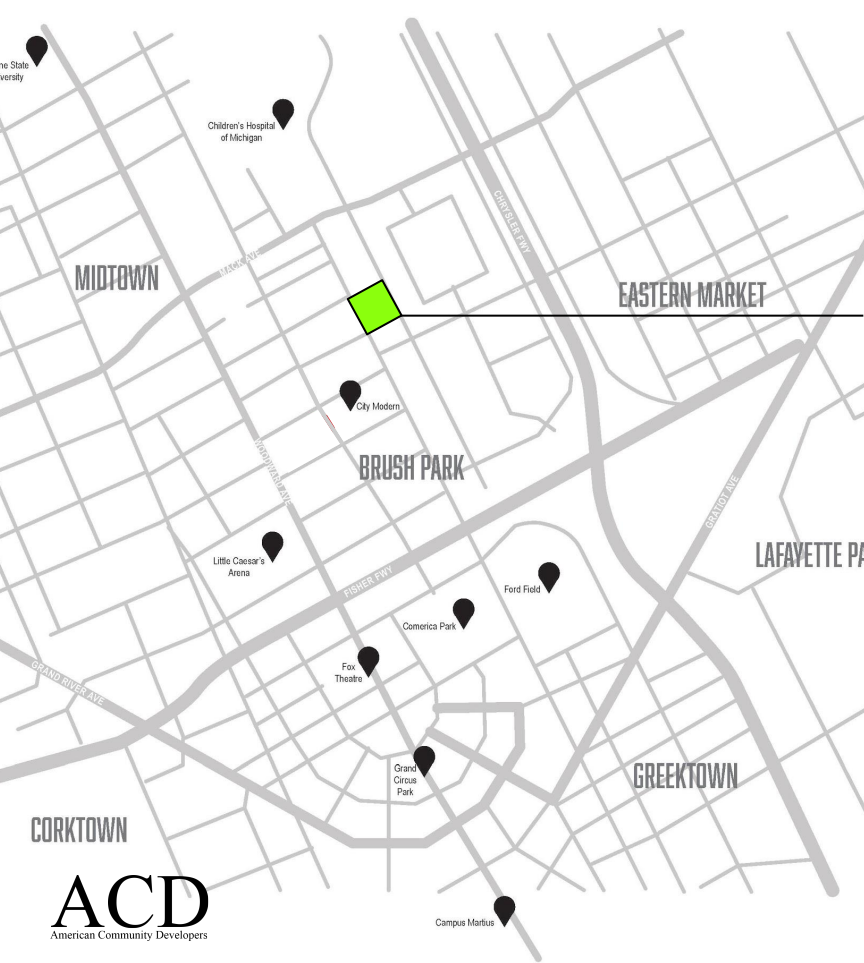 ne State
versity
Children's Hospital
of Michigan
CHRYSLER FWY
MACK AVE
MIDTOWN
EASTERN MARKET
City Modern
WOODWARD AVE
BRUSH PARK
GRATIOT AVE
Little Caesar's
Arena
LAFAYETTE PA
FISHER FWY
Ford Field
Comerica Park
Fox
Theatre
GRAND RIVER AVE
Grand
Circus
Park
GREEKTOWN
CORKTOWN
ACD
American Community Developers
Campus Martius